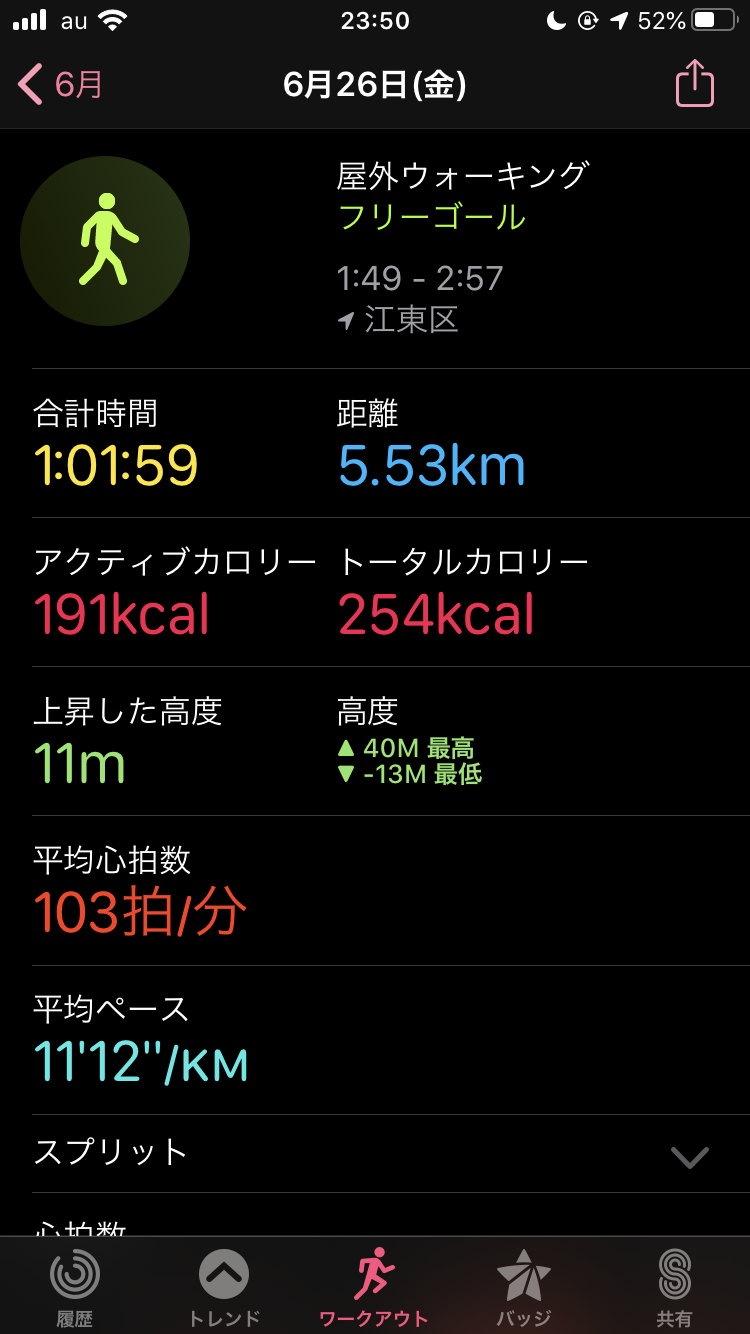 au 23:50 52%
6月 6月26日(金)
屋外ウォーキング
フリーゴール
1:49 - 2:57
江東区
合計時間 距離
1:01:59 5.53km
アクティブカロリー トータルカロリー
191kcal 254kcal
上昇した高度 高度
11m ▲ 40M 最高
▼ -13M 最低
平均心拍数
103拍/分
平均ペース
11'12"/KM
スプリット
心拍数
履歴 トレンド ワークアウト バッジ 共有